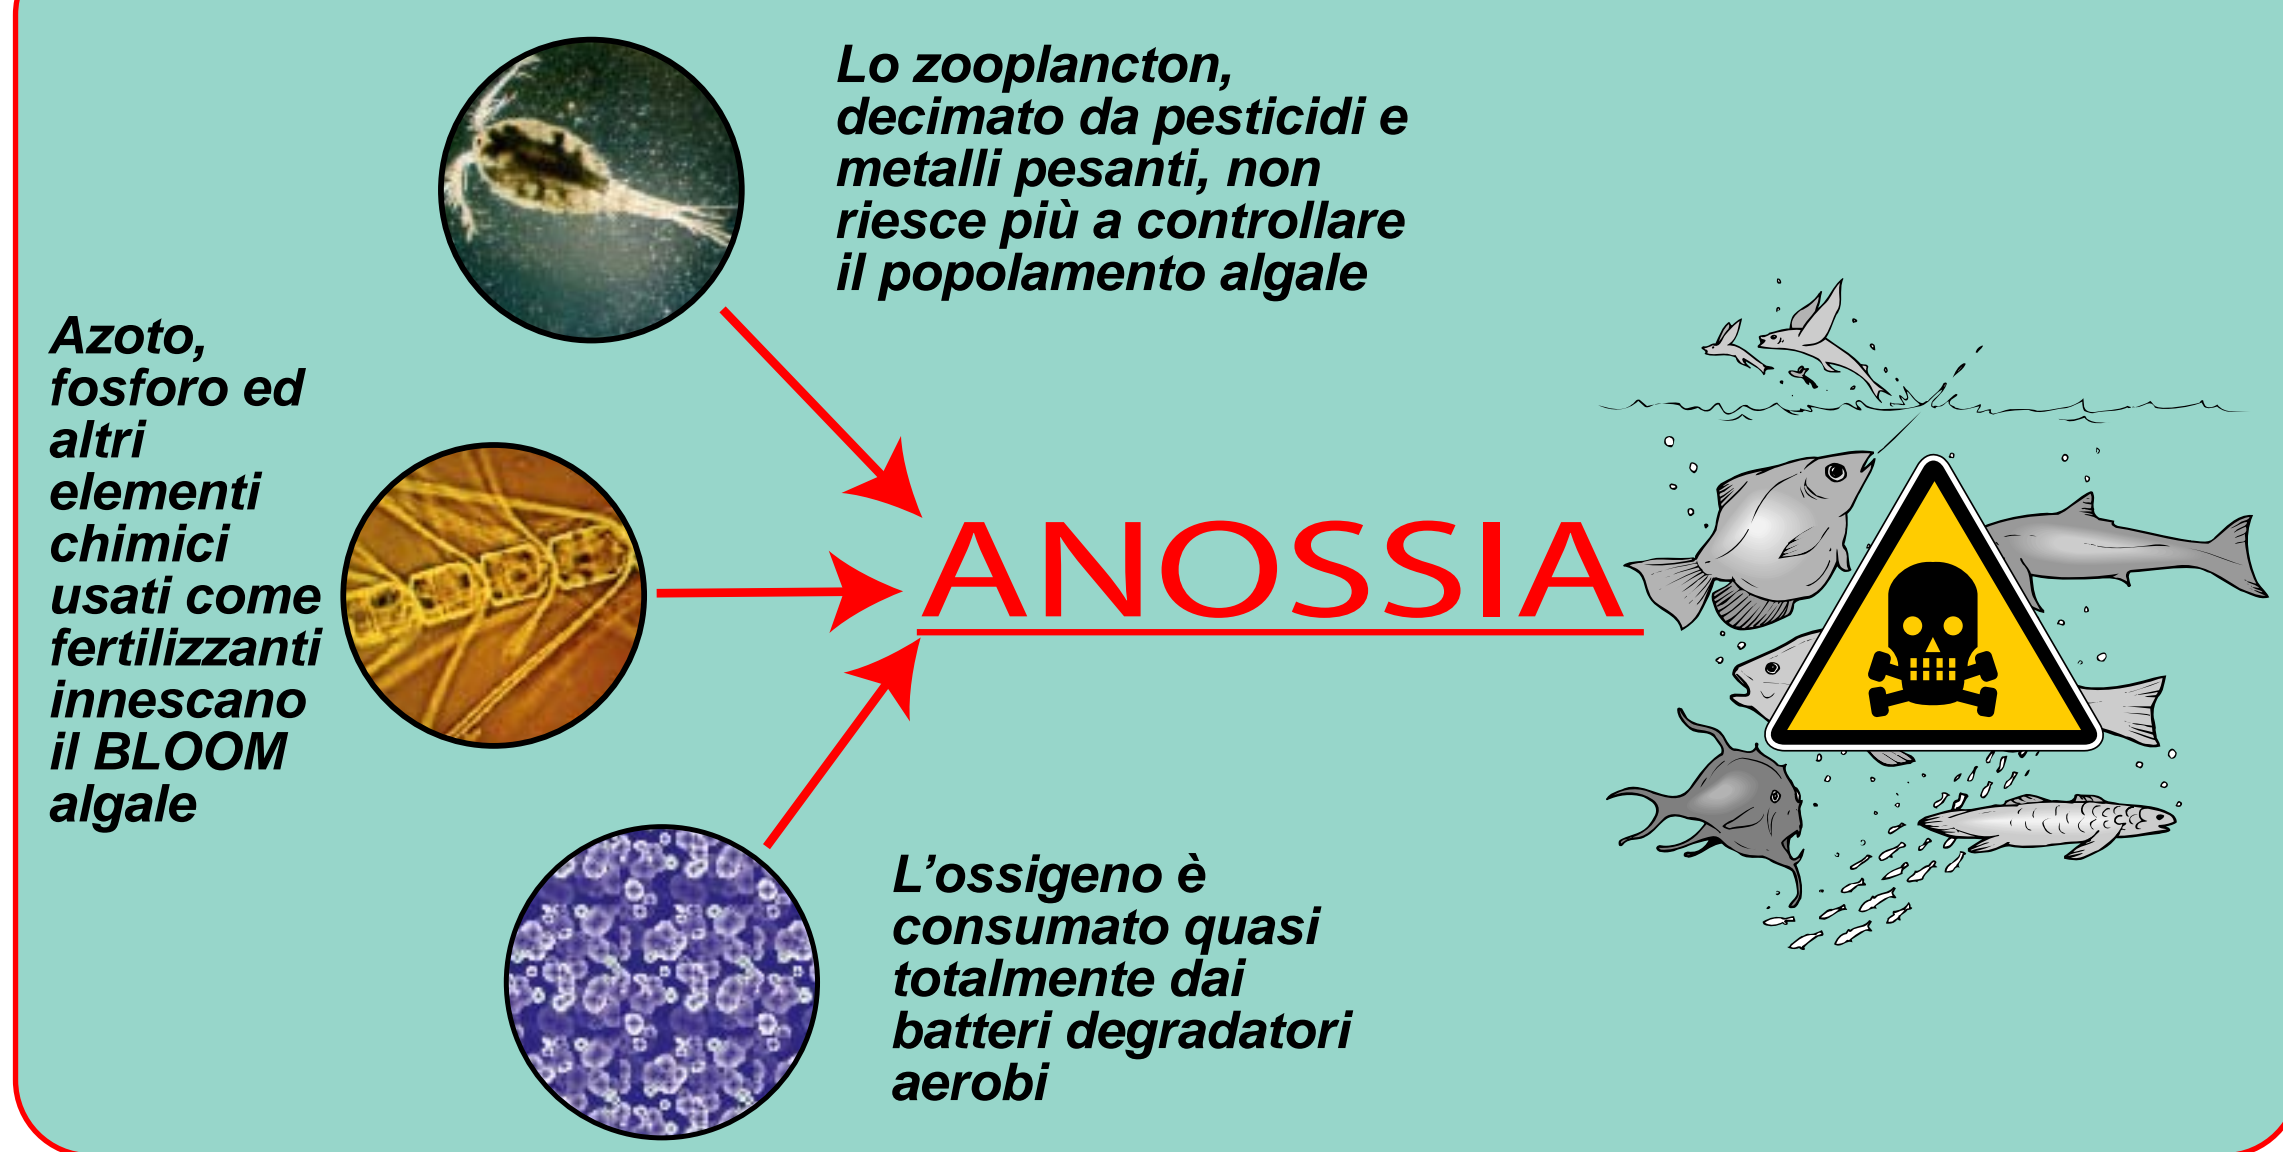 Lo zooplancton,
decimato da pesticidi e
metalli pesanti, non
riesce più a controllare
il popolamento algale
Azoto,
fosforo ed
altri
elementi
chimici
usati come
fertilizzanti
innescano
il BLOOM
algale
ANOSSIA
L’ossigeno è
consumato quasi
totalmente dai
batteri degradatori
aerobi